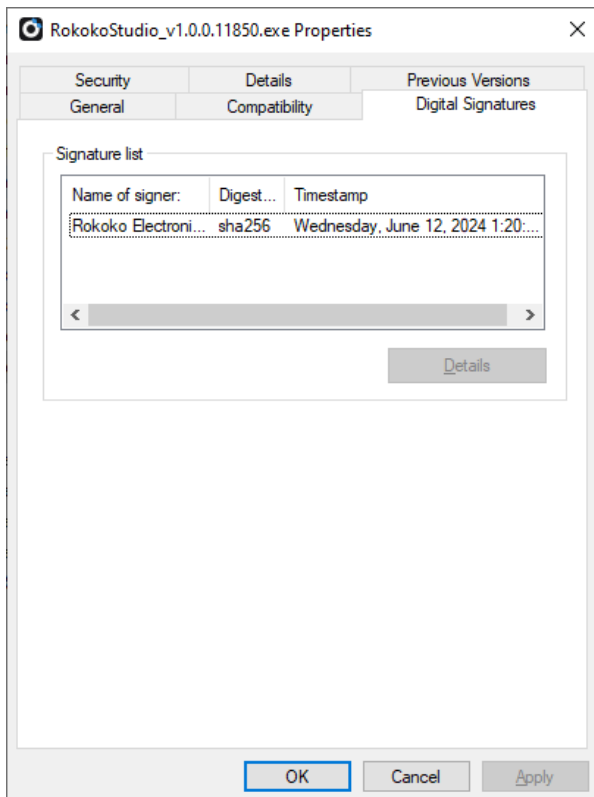 RokokoStudio_v1.0.0.11850.exe Properties
Security Details Previous Versions
General Compatibility Digital Signatures
Signature list
Name of signer: Digest... Timestamp
Rokoko Electroni... sha256 Wednesday, June 12, 2024 1:20:...
Details
OK Cancel Apply